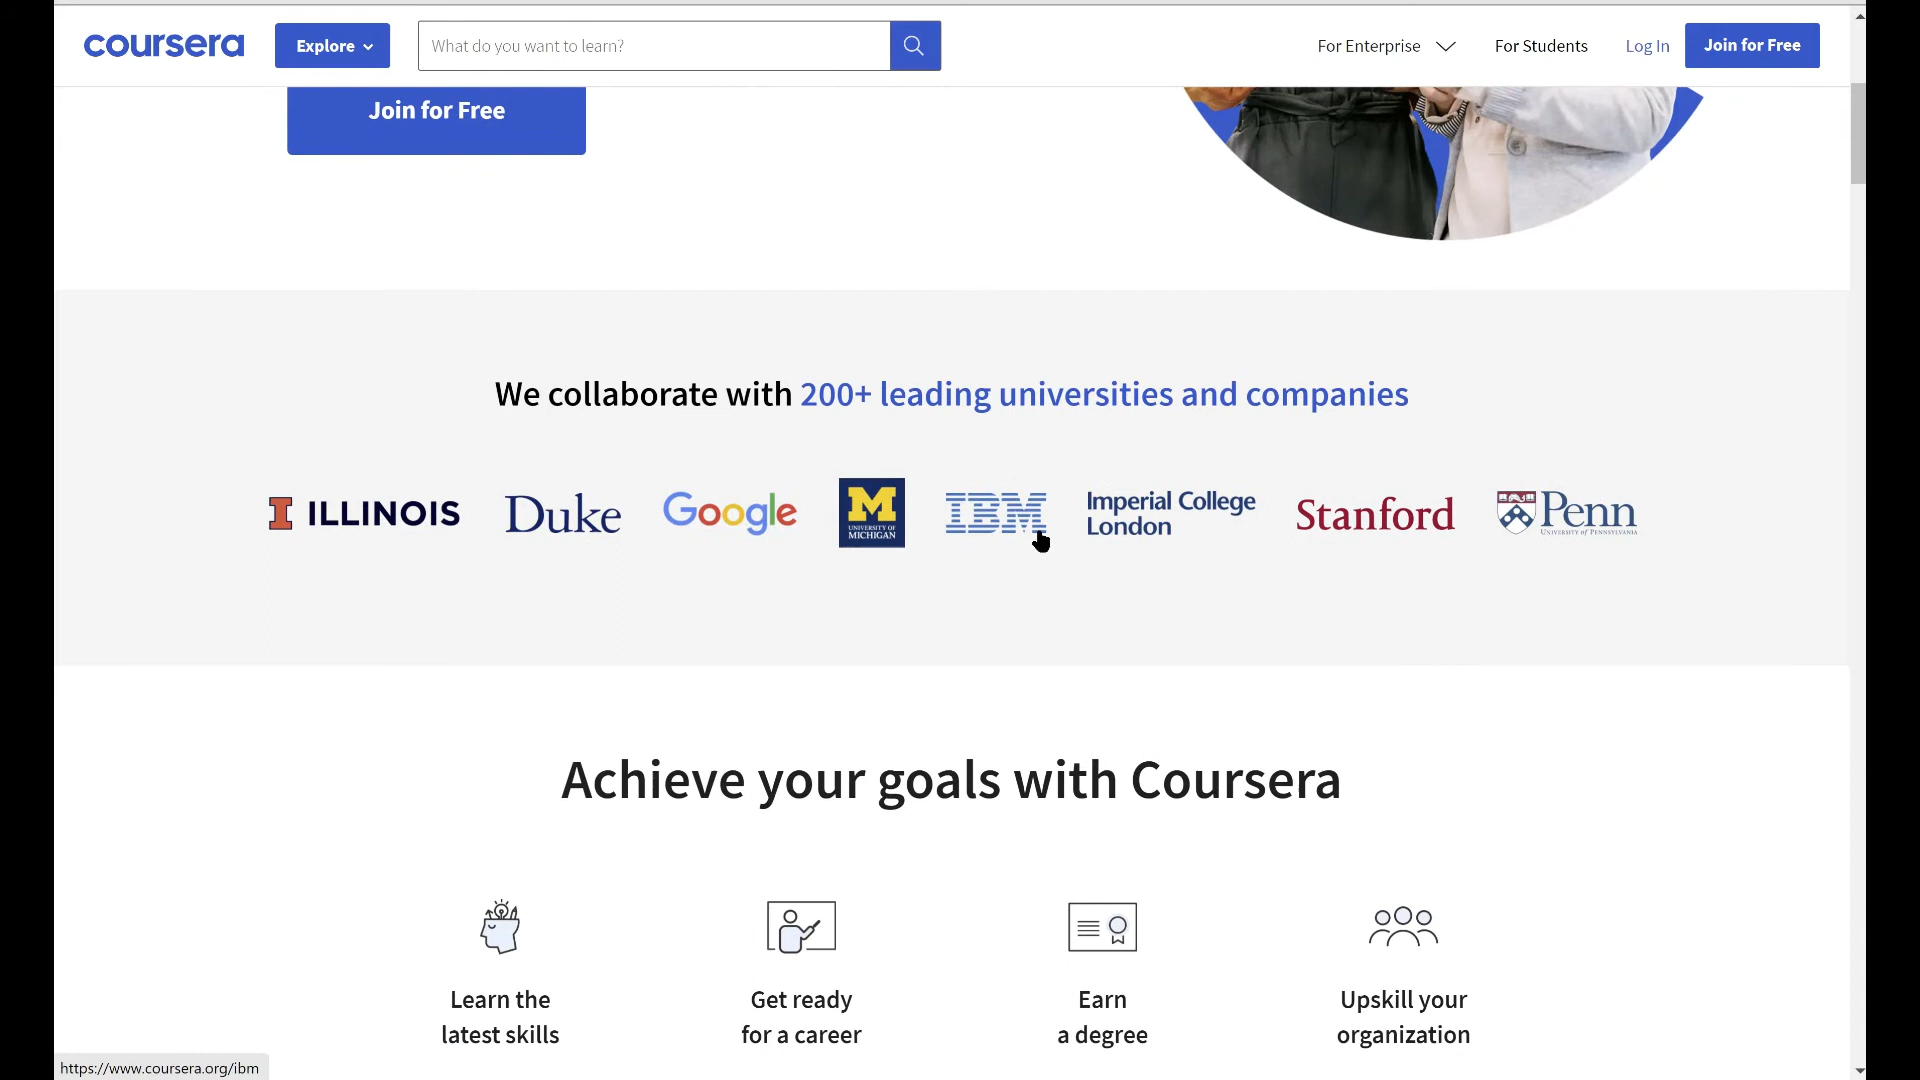 coursera
Explore
What do you want to learn?
For Enterprise
For Students
Log In
Join for Free
Join for Free
We collaborate with 200+ leading universities and companies
I ILLINOIS
Duke
Google
M
UNIVERSITY OF
MICHIGAN
IBM
Imperial College
London
Stanford
Penn
UNIVERSITY of PENNSYLVANIA
Achieve your goals with Coursera
Learn the
latest skills
Get ready
for a career
Earn
a degree
Upskill your
organization
https://www.coursera.org/ibm